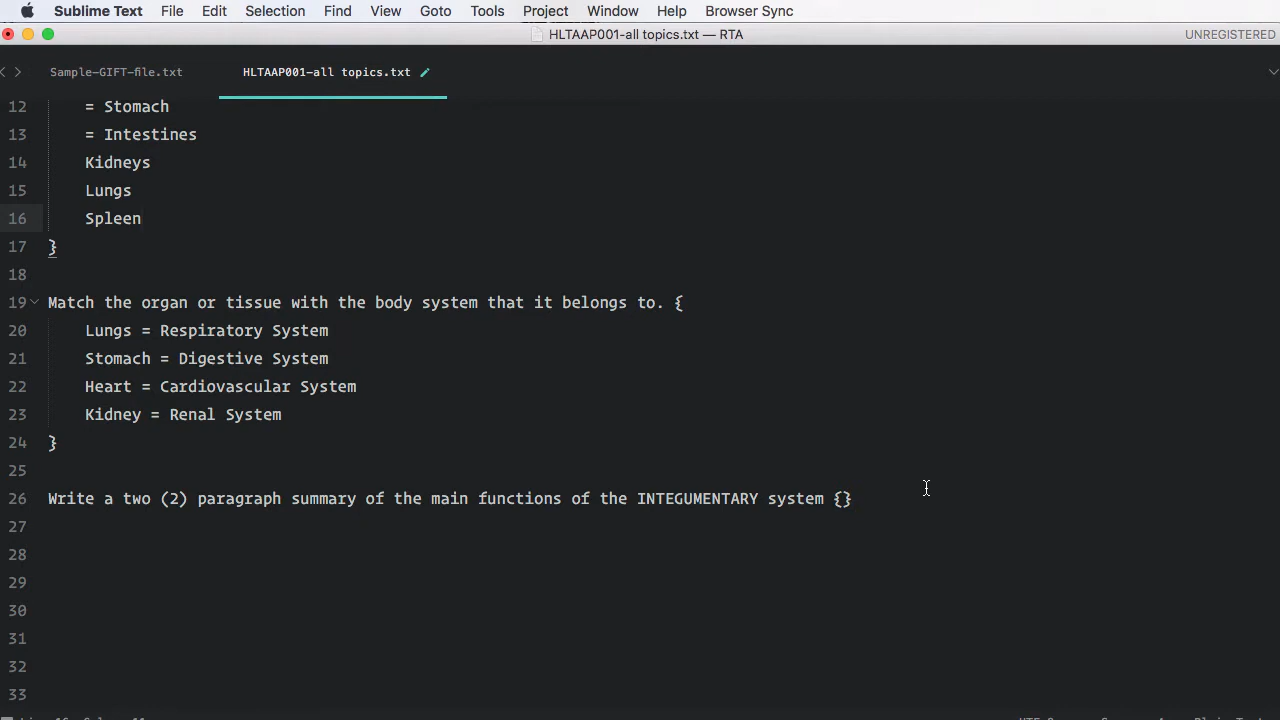 Sublime Text File Edit Selection Find View Goto Tools Project Window Help Browser Sync
HLTAAP001-all topics.txt — RTA UNREGISTERED
Sample-GIFT-file.txt HLTAAP001-all topics.txt
12 = Stomach
13 = Intestines
14 Kidneys
15 Lungs
16 Spleen
17 }
18
19 Match the organ or tissue with the body system that it belongs to. {
20 Lungs = Respiratory System
21 Stomach = Digestive System
22 Heart = Cardiovascular System
23 Kidney = Renal System
24 }
25
26 Write a two (2) paragraph summary of the main functions of the INTEGUMENTARY system {}
27
28
29
30
31
32
33